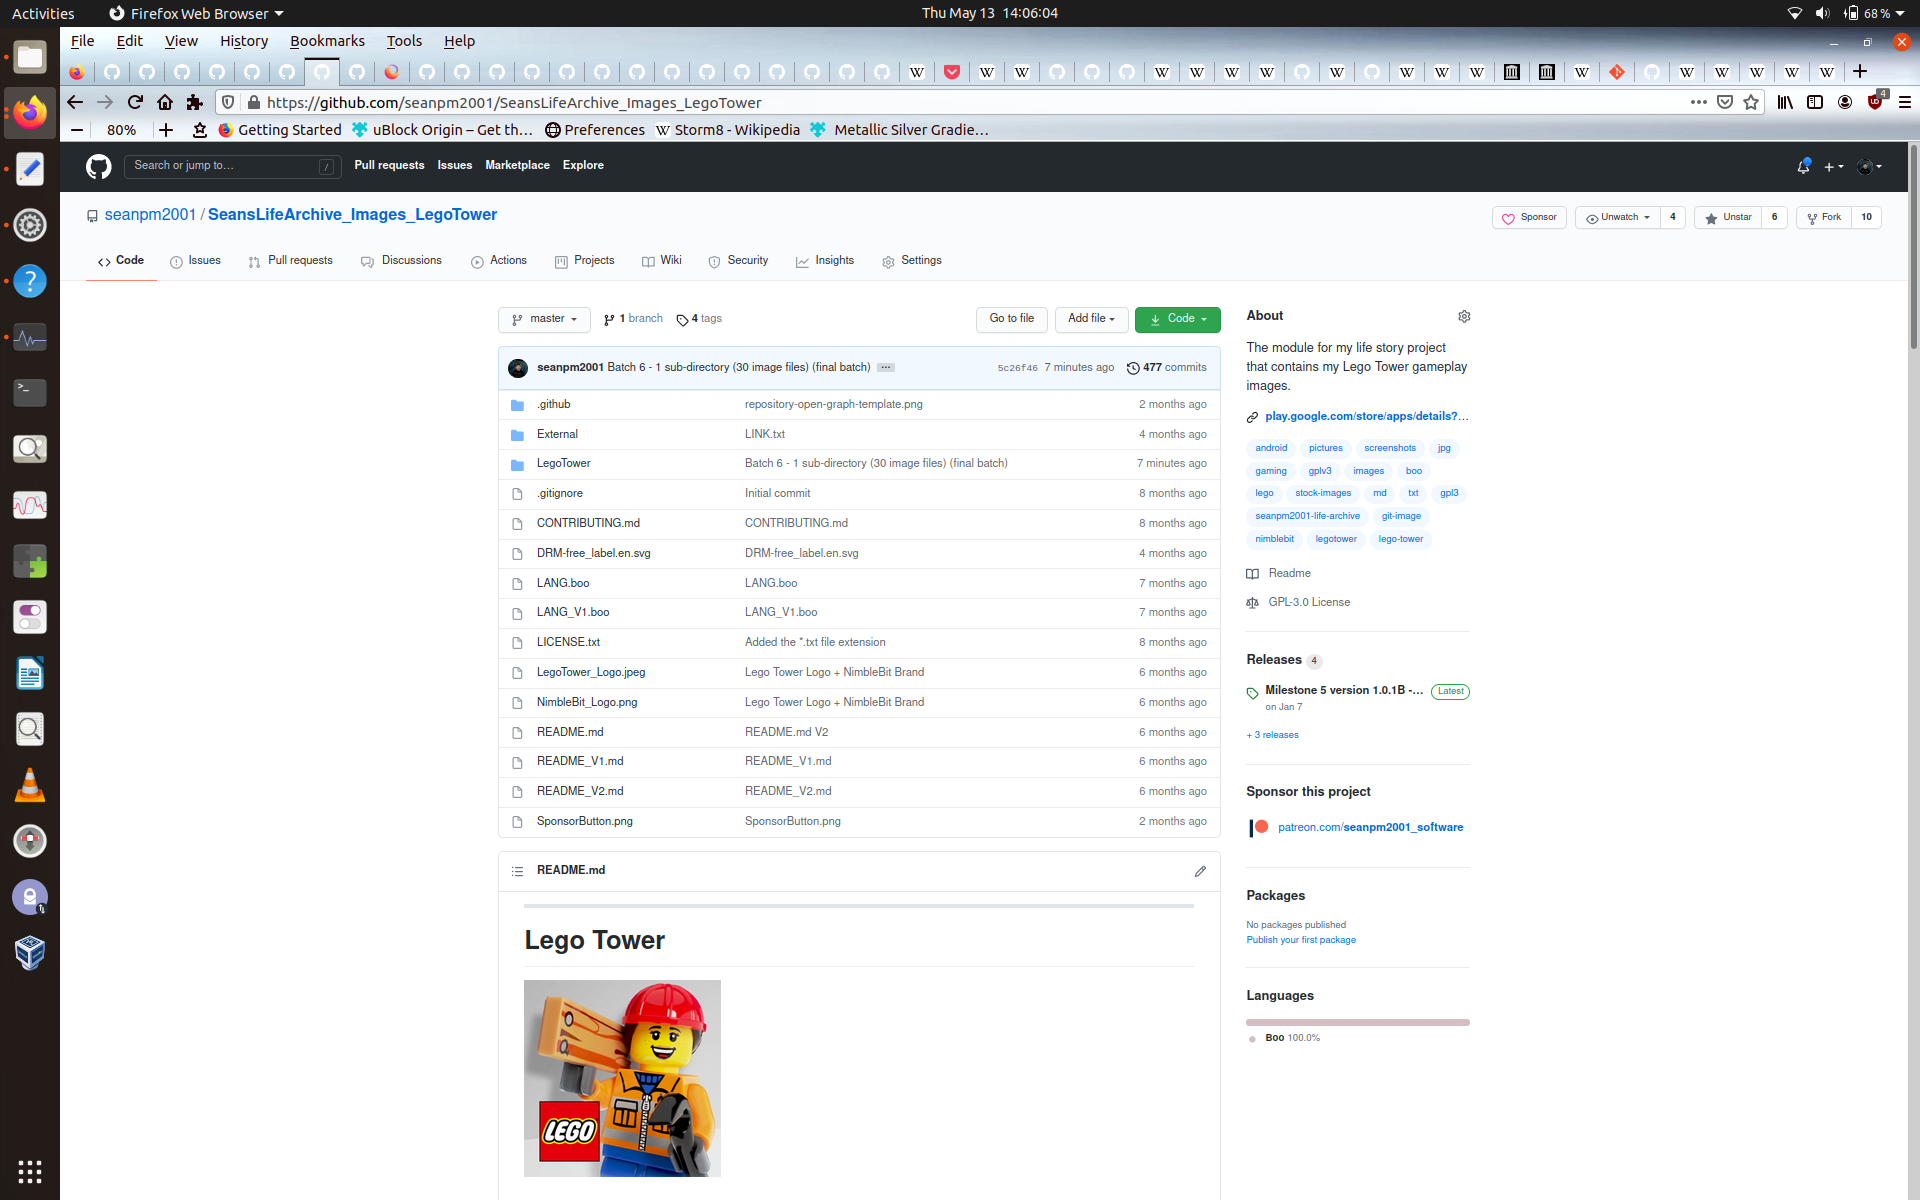 Activities Firefox Web Browser Thu May 13 14:06:04 68 %
File Edit View History Bookmarks Tools Help
https://github.com/seanpm2001/SeansLifeArchive_Images_LegoTower 4
80% Getting Started uBlock Origin – Get th… Preferences Storm8 - Wikipedia Metallic Silver Gradie…
Search or jump to… / Pull requests Issues Marketplace Explore
seanpm2001 / SeansLifeArchive_Images_LegoTower Sponsor Unwatch 4 Unstar 6 Fork 10
Code Issues Pull requests Discussions Actions Projects Wiki Security Insights Settings
master 1 branch 4 tags Go to file Add file Code
seanpm2001 Batch 6 - 1 sub-directory (30 image files) (final batch) ... 5c26f46 7 minutes ago 477 commits
.github repository-open-graph-template.png 2 months ago
External LINK.txt 4 months ago
LegoTower Batch 6 - 1 sub-directory (30 image files) (final batch) 7 minutes ago
.gitignore Initial commit 8 months ago
CONTRIBUTING.md CONTRIBUTING.md 8 months ago
DRM-free_label.en.svg DRM-free_label.en.svg 4 months ago
LANG.boo LANG.boo 7 months ago
LANG_V1.boo LANG_V1.boo 7 months ago
LICENSE.txt Added the *.txt file extension 8 months ago
LegoTower_Logo.jpeg Lego Tower Logo + NimbleBit Brand 6 months ago
NimbleBit_Logo.png Lego Tower Logo + NimbleBit Brand 6 months ago
README.md README.md V2 6 months ago
README_V1.md README_V1.md 6 months ago
README_V2.md README_V2.md 6 months ago
SponsorButton.png SponsorButton.png 2 months ago
README.md
Lego Tower
LEGO
About
The module for my life story project
that contains my Lego Tower gameplay
images.
play.google.com/store/apps/details?…
android pictures screenshots jpg
gaming gplv3 images boo
lego stock-images md txt gpl3
seanpm2001-life-archive git-image
nimblebit legotower lego-tower
Readme
GPL-3.0 License
Releases 4
Milestone 5 version 1.0.1B -… Latest
on Jan 7
+ 3 releases
Sponsor this project
patreon.com/seanpm2001_software
Packages
No packages published
Publish your first package
Languages
Boo 100.0%